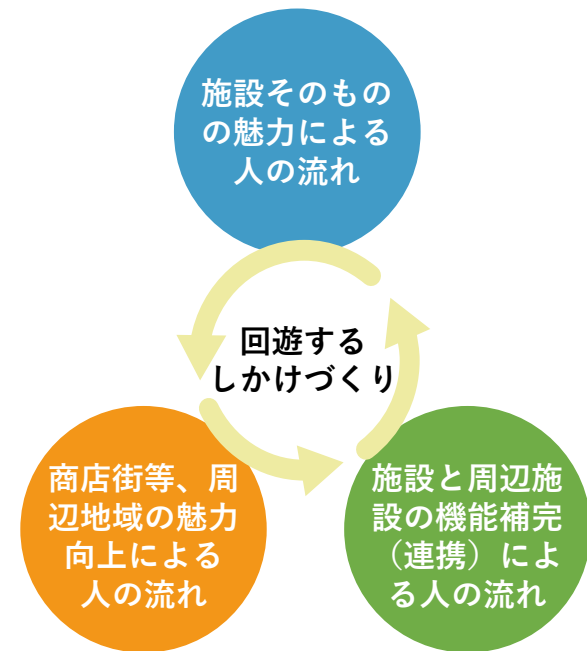 施設そのもの
の魅力による
人の流れ
回遊する
しかけづくり
商店街等、周
辺地域の魅力
向上による
人の流れ
施設と周辺施
設の機能補完
（連携）によ
る人の流れ